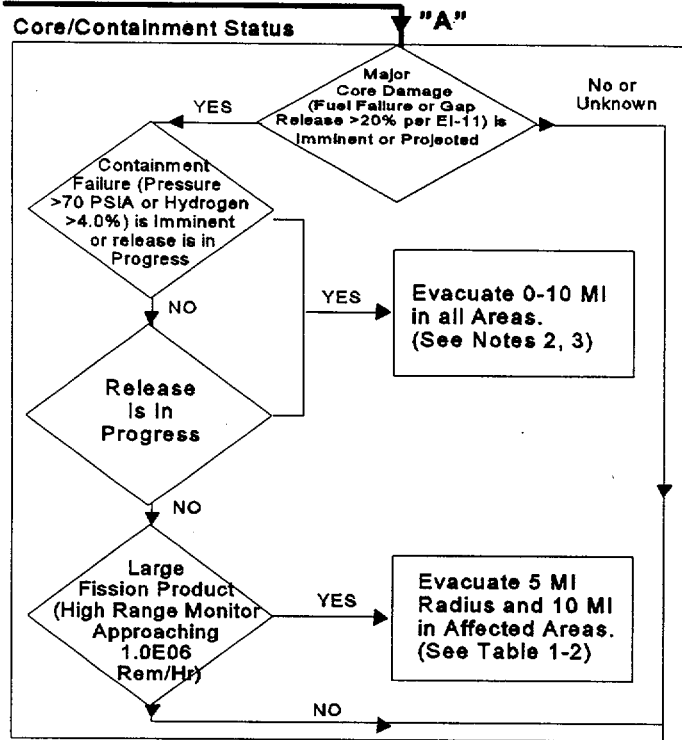 "A"
Core/Containment Status
Major
Core Damage
(Fuel Failure or Gap
Release >20% per EI-11) is
Imminent or Projected
YES
No or
Unknown
Containment
Failure (Pressure
>70 PSIA or Hydrogen
>4.0%) is Imminent
or release is in
Progress
YES
Evacuate 0-10 MI
in all Areas.
(See Notes 2, 3)
NO
Release
Is In
Progress
NO
Large
Fission Product
(High Range Monitor
Approaching
1.0E06
Rem/Hr)
YES
Evacuate 5 MI
Radius and 10 MI
in Affected Areas.
(See Table 1-2)
NO